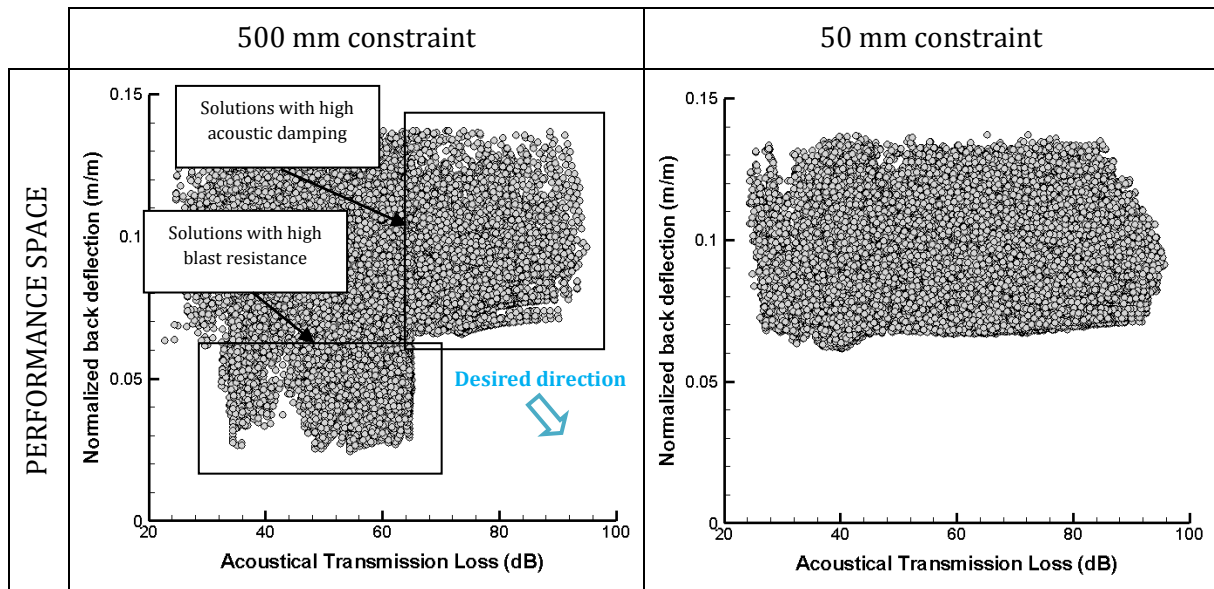 500 mm constraint
50 mm constraint
PERFORMANCE SPACE
Normalized back deflection (m/m)
0.15
0.1
0.05
0
Solutions with high
acoustic damping
Solutions with high
blast resistance
Desired direction
20
40
60
80
100
Acoustical Transmission Loss (dB)
Normalized back deflection (m/m)
0.15
0.1
0.05
0
20
40
60
80
100
Acoustical Transmission Loss (dB)